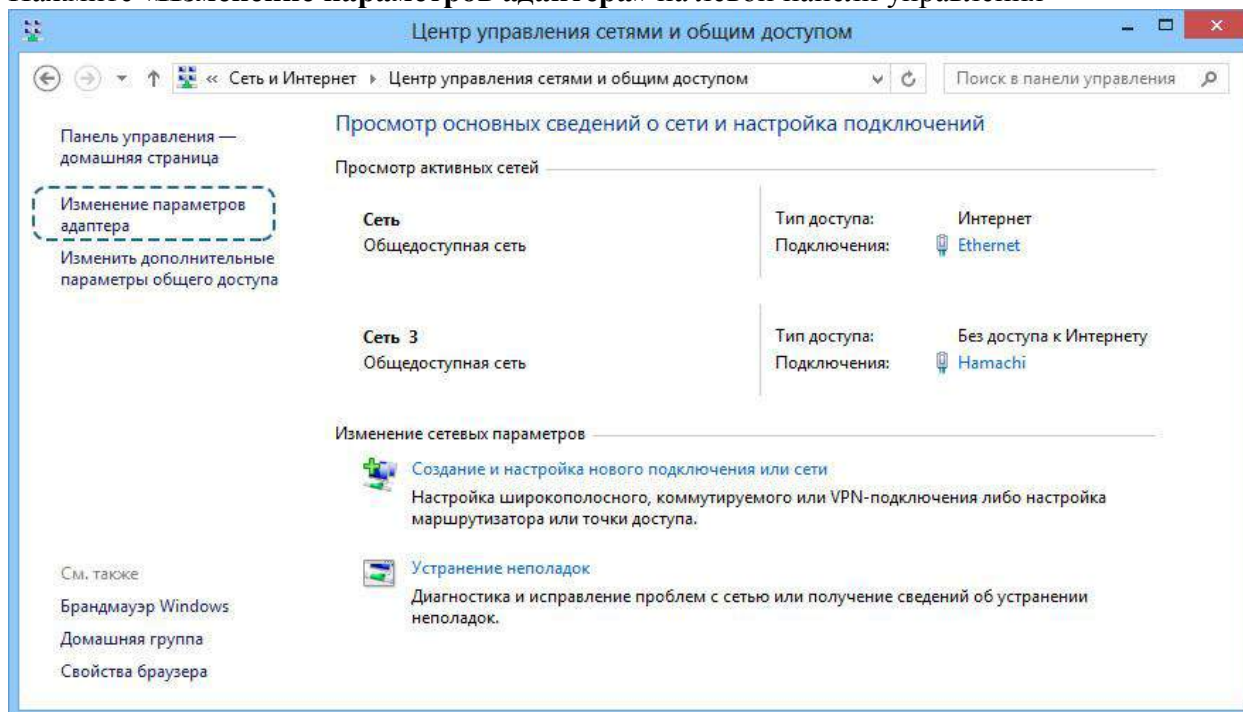 Нажмите «Изменение параметров адаптера» на левой панели управления
Центр управления сетями и общим доступом
« Сеть и Интернет ▸ Центр управления сетями и общим доступом
Поиск в панели управления
Панель управления —
домашняя страница
Изменение параметров
адаптера
Изменить дополнительные
параметры общего доступа
Просмотр основных сведений о сети и настройка подключений
Просмотр активных сетей
Сеть
Общедоступная сеть
Тип доступа: Интернет
Подключения: Ethernet
Сеть 3
Общедоступная сеть
Тип доступа: Без доступа к Интернету
Подключения: Hamachi
Изменение сетевых параметров
Создание и настройка нового подключения или сети
Настройка широкополосного, коммутируемого или VPN-подключения либо настройка
маршрутизатора или точки доступа.
Устранение неполадок
Диагностика и исправление проблем с сетью или получение сведений об устранении
неполадок.
См. также
Брандмауэр Windows
Домашняя группа
Свойства браузера